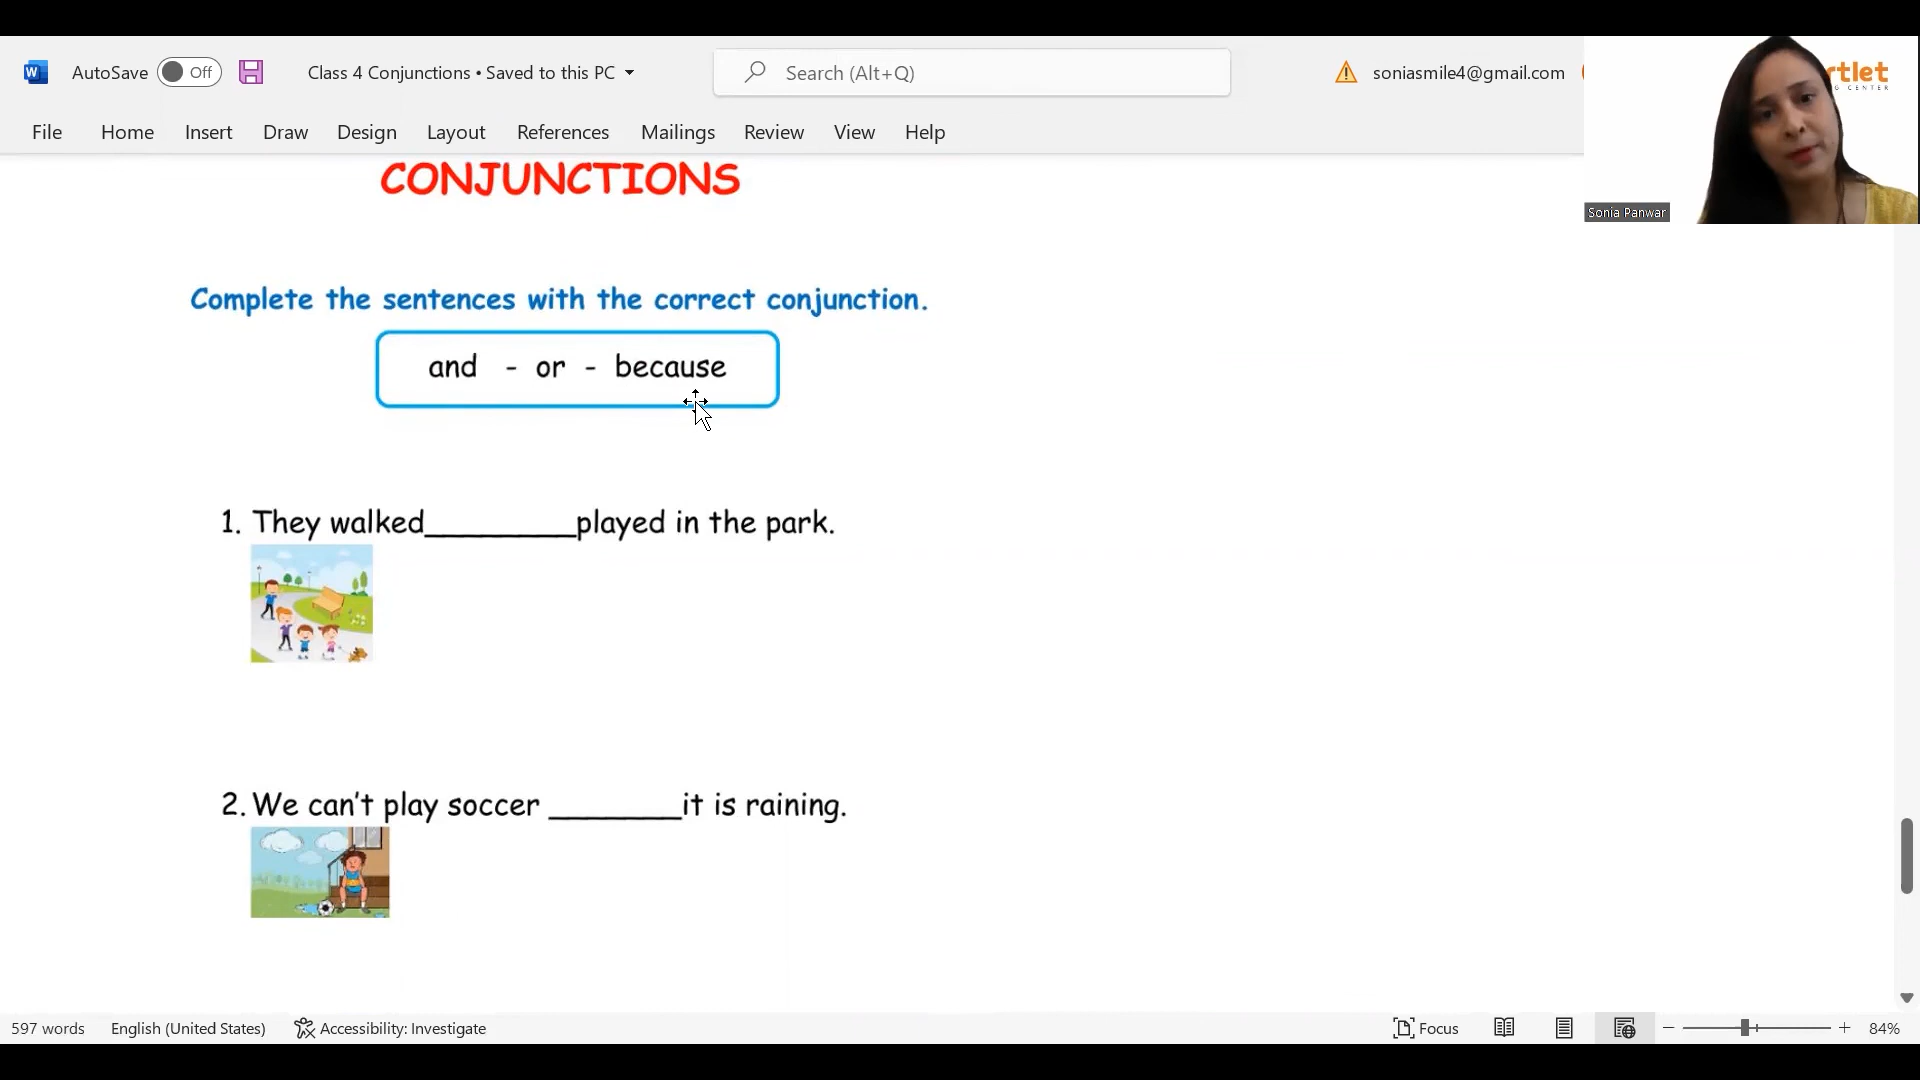 AutoSave Off Class 4 Conjunctions • Saved to this PC Search (Alt+Q) soniasmile4@gmail.com
File Home Insert Draw Design Layout References Mailings Review View Help
Sonia Panwar
CONJUNCTIONS
Complete the sentences with the correct conjunction.
and - or - because
1. They walked________played in the park.
2. We can't play soccer _______it is raining.
597 words English (United States) Accessibility: Investigate Focus 84%